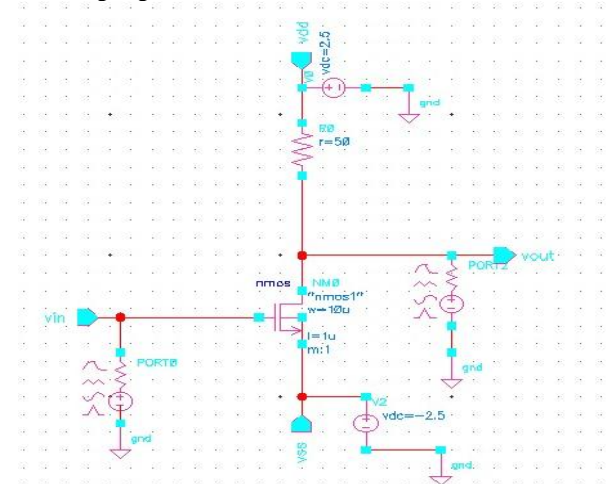 vdd
vdc=2.5
V0
gnd
R0
r=50
vout
PORT2
nmos
NM0
"nmos1"
w=10u
l=1u
m:1
vin
PORT0
gnd
gnd
V2
vdc=-2.5
vss
gnd